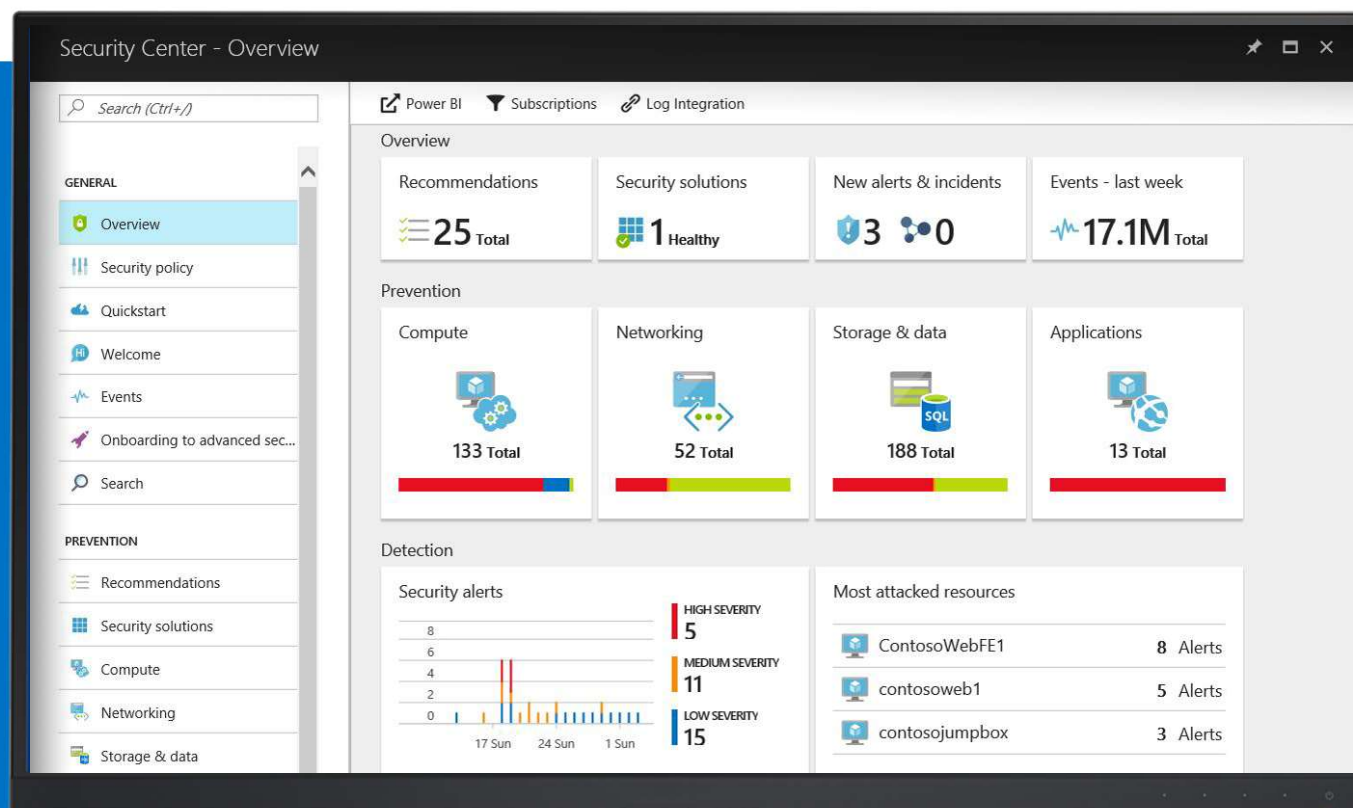 Security Center - Overview
Search (Ctrl+/)
GENERAL
Overview
Security policy
Quickstart
Welcome
Events
Onboarding to advanced sec...
Search
PREVENTION
Recommendations
Security solutions
Compute
Networking
Storage & data
Power BI Subscriptions Log Integration
Overview
Recommendations
25 Total
Security solutions
1 Healthy
New alerts & incidents
3 0
Events - last week
17.1M Total
Prevention
Compute
133 Total
Networking
52 Total
Storage & data
SQL
188 Total
Applications
13 Total
Detection
Security alerts
8
6
4
2
0
17 Sun 24 Sun 1 Sun
HIGH SEVERITY
5
MEDIUM SEVERITY
11
LOW SEVERITY
15
Most attacked resources
ContosoWebFE1 8 Alerts
contosoweb1 5 Alerts
contosojumpbox 3 Alerts